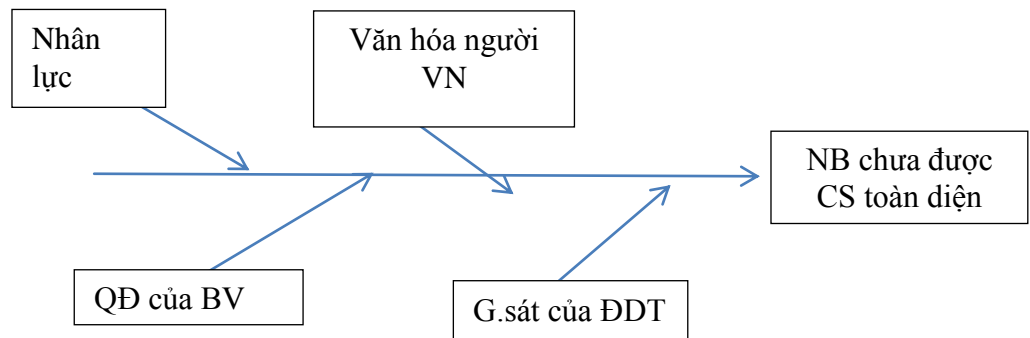 Nhân
lực
Văn hóa người
VN
NB chưa được
CS toàn diện
QĐ của BV
G.sát của ĐDT